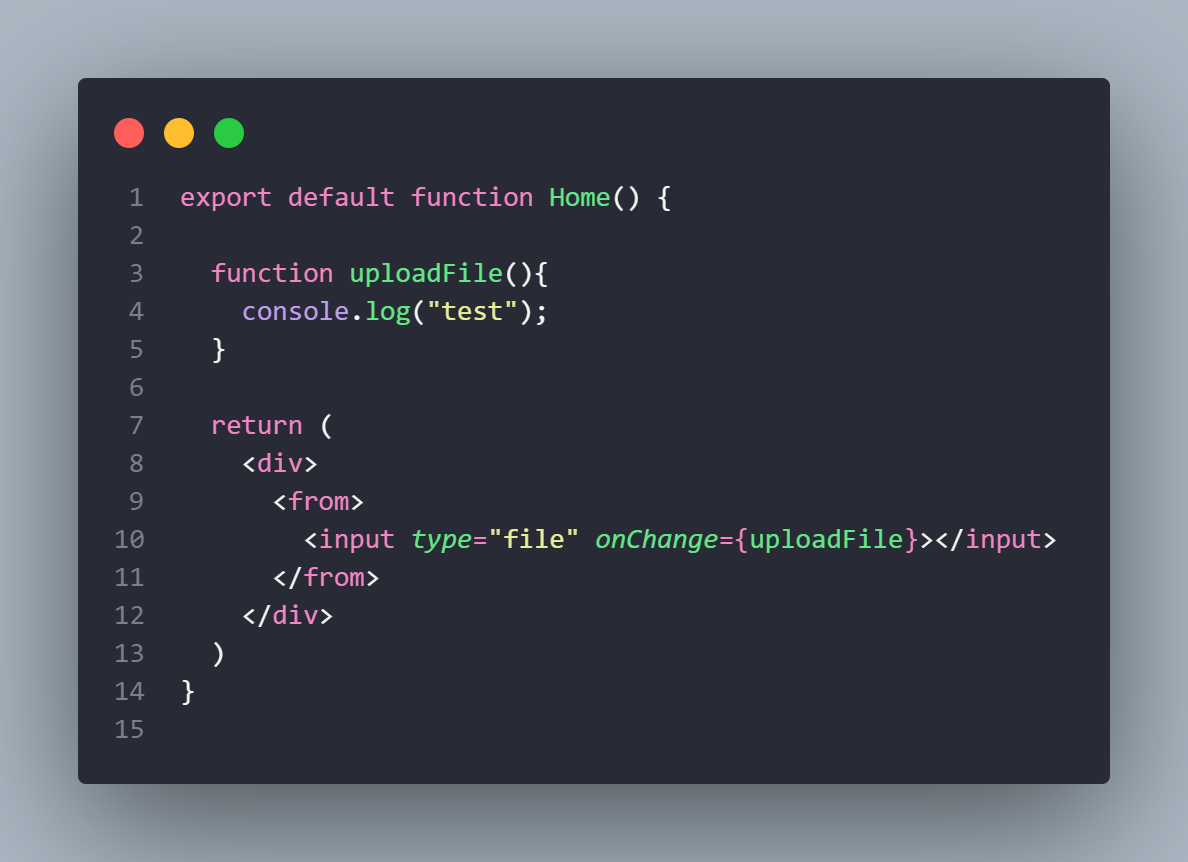 1 export default function Home() {
2
3   function uploadFile(){
4     console.log("test");
5   }
6
7   return (
8     <div>
9       <from>
10         <input type="file" onChange={uploadFile}></input>
11       </from>
12     </div>
13   )
14 }
15